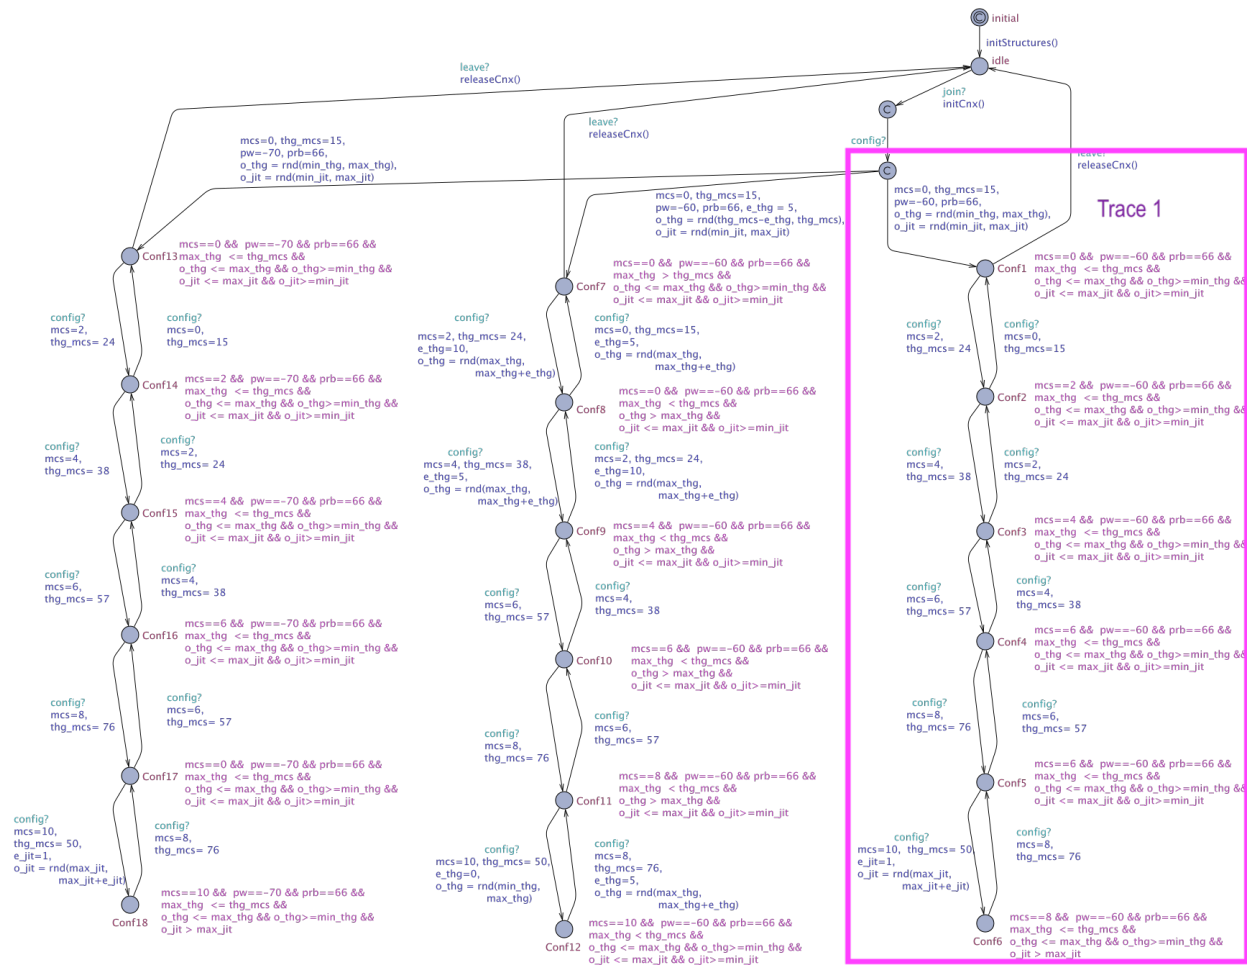 initial
initStructures()
idle
leave?
releaseCnx()
join?
initCnx()
leave?
releaseCnx()
config?
leave?
releaseCnx()
mcs=0, thg_mcs=15,
pw=-70, prb=66,
o_thg = rnd(min_thg, max_thg),
o_jit = rnd(min_jit, max_jit)
mcs=0, thg_mcs=15,
pw=-60, prb=66, e_thg = 5,
o_thg = rnd(thg_mcs-e_thg, thg_mcs),
o_jit = rnd(min_jit, max_jit)
mcs=0, thg_mcs=15,
pw=-60, prb=66,
o_thg = rnd(min_thg, max_thg),
o_jit = rnd(min_jit, max_jit)
Trace 1
Conf13
mcs==0 && pw==-70 && prb==66 &&
max_thg <= thg_mcs &&
o_thg <= max_thg && o_thg>=min_thg &&
o_jit <= max_jit && o_jit>=min_jit
config?
mcs=2,
thg_mcs= 24
config?
mcs=0,
thg_mcs=15
Conf14
mcs==2 && pw==-70 && prb==66 &&
max_thg <= thg_mcs &&
o_thg <= max_thg && o_thg>=min_thg &&
o_jit <= max_jit && o_jit>=min_jit
config?
mcs=4,
thg_mcs= 38
config?
mcs=2,
thg_mcs= 24
Conf15
mcs==4 && pw==-70 && prb==66 &&
max_thg <= thg_mcs &&
o_thg <= max_thg && o_thg>=min_thg &&
o_jit <= max_jit && o_jit>=min_jit
config?
mcs=6,
thg_mcs= 57
config?
mcs=4,
thg_mcs= 38
Conf16
mcs==6 && pw==-70 && prb==66 &&
max_thg <= thg_mcs &&
o_thg <= max_thg && o_thg>=min_thg &&
o_jit <= max_jit && o_jit>=min_jit
config?
mcs=8,
thg_mcs= 76
config?
mcs=6,
thg_mcs= 57
Conf17
mcs==0 && pw==-70 && prb==66 &&
max_thg <= thg_mcs &&
o_thg <= max_thg && o_thg>=min_thg &&
o_jit <= max_jit && o_jit>=min_jit
config?
mcs=10,
thg_mcs= 50,
e_jit=1,
o_jit = rnd(max_jit,
max_jit+e_jit)
config?
mcs=8,
thg_mcs= 76
Conf18
mcs==10 && pw==-70 && prb==66 &&
max_thg <= thg_mcs &&
o_thg <= max_thg && o_thg>=min_thg &&
o_jit > max_jit
Conf7
mcs==0 && pw==-60 && prb==66 &&
max_thg > thg_mcs &&
o_thg <= max_thg && o_thg>=min_thg &&
o_jit <= max_jit && o_jit>=min_jit
config?
mcs=2, thg_mcs= 24,
e_thg=10,
o_thg = rnd(max_thg,
max_thg+e_thg)
config?
mcs=0, thg_mcs=15,
e_thg=5,
o_thg = rnd(max_thg,
max_thg+e_thg)
Conf8
mcs==0 && pw==-60 && prb==66 &&
max_thg < thg_mcs &&
o_thg > max_thg &&
o_jit <= max_jit && o_jit>=min_jit
config?
mcs=4, thg_mcs= 38,
e_thg=5,
o_thg = rnd(max_thg,
max_thg+e_thg)
config?
mcs=2, thg_mcs= 24,
e_thg=10,
o_thg = rnd(max_thg,
max_thg+e_thg)
Conf9
mcs==4 && pw==-60 && prb==66 &&
max_thg < thg_mcs &&
o_thg > max_thg &&
o_jit <= max_jit && o_jit>=min_jit
config?
mcs=6,
thg_mcs= 57
config?
mcs=4,
thg_mcs= 38
Conf10
mcs==6 && pw==-60 && prb==66 &&
max_thg < thg_mcs &&
o_thg > max_thg &&
o_jit <= max_jit && o_jit>=min_jit
config?
mcs=8,
thg_mcs= 76
config?
mcs=6,
thg_mcs= 57
Conf11
mcs==8 && pw==-60 && prb==66 &&
max_thg < thg_mcs &&
o_thg > max_thg &&
o_jit <= max_jit && o_jit>=min_jit
config?
mcs=10, thg_mcs= 50,
e_thg=0,
o_thg = rnd(min_thg,
max_thg)
config?
mcs=8,
thg_mcs= 76,
e_thg=5,
o_thg = rnd(max_thg,
max_thg+e_thg)
Conf12
mcs==10 && pw==-60 && prb==66 &&
max_thg < thg_mcs &&
o_thg <= max_thg && o_thg>=min_thg &&
o_jit <= max_jit && o_jit>=min_jit
Conf1
mcs==0 && pw==-60 && prb==66 &&
max_thg <= thg_mcs &&
o_thg <= max_thg && o_thg>=min_thg &
o_jit <= max_jit && o_jit>=min_jit
config?
mcs=2,
thg_mcs= 24
config?
mcs=0,
thg_mcs=15
Conf2
mcs==2 && pw==-60 && prb==66 &&
max_thg <= thg_mcs &&
o_thg <= max_thg && o_thg>=min_thg &
o_jit <= max_jit && o_jit>=min_jit
config?
mcs=4,
thg_mcs= 38
config?
mcs=2,
thg_mcs= 24
Conf3
mcs==4 && pw==-60 && prb==66 &&
max_thg <= thg_mcs &&
o_thg <= max_thg && o_thg>=min_thg &
o_jit <= max_jit && o_jit>=min_jit
config?
mcs=6,
thg_mcs= 57
config?
mcs=4,
thg_mcs= 38
Conf4
mcs==6 && pw==-60 && prb==66 &&
max_thg <= thg_mcs &&
o_thg <= max_thg && o_thg>=min_thg &
o_jit <= max_jit && o_jit>=min_jit
config?
mcs=8,
thg_mcs= 76
config?
mcs=6,
thg_mcs= 57
Conf5
mcs==6 && pw==-60 && prb==66 &&
max_thg <= thg_mcs &&
o_thg <= max_thg && o_thg>=min_thg &
o_jit <= max_jit && o_jit>=min_jit
config?
mcs=10, thg_mcs= 50,
e_jit=1,
o_jit = rnd(max_jit,
max_jit+e_jit)
config?
mcs=8,
thg_mcs= 76
Conf6
mcs==8 && pw==-60 && prb==66 &&
max_thg <= thg_mcs &&
o_thg <= max_thg && o_thg>=min_thg &&
o_jit > max_jit
C
C
C